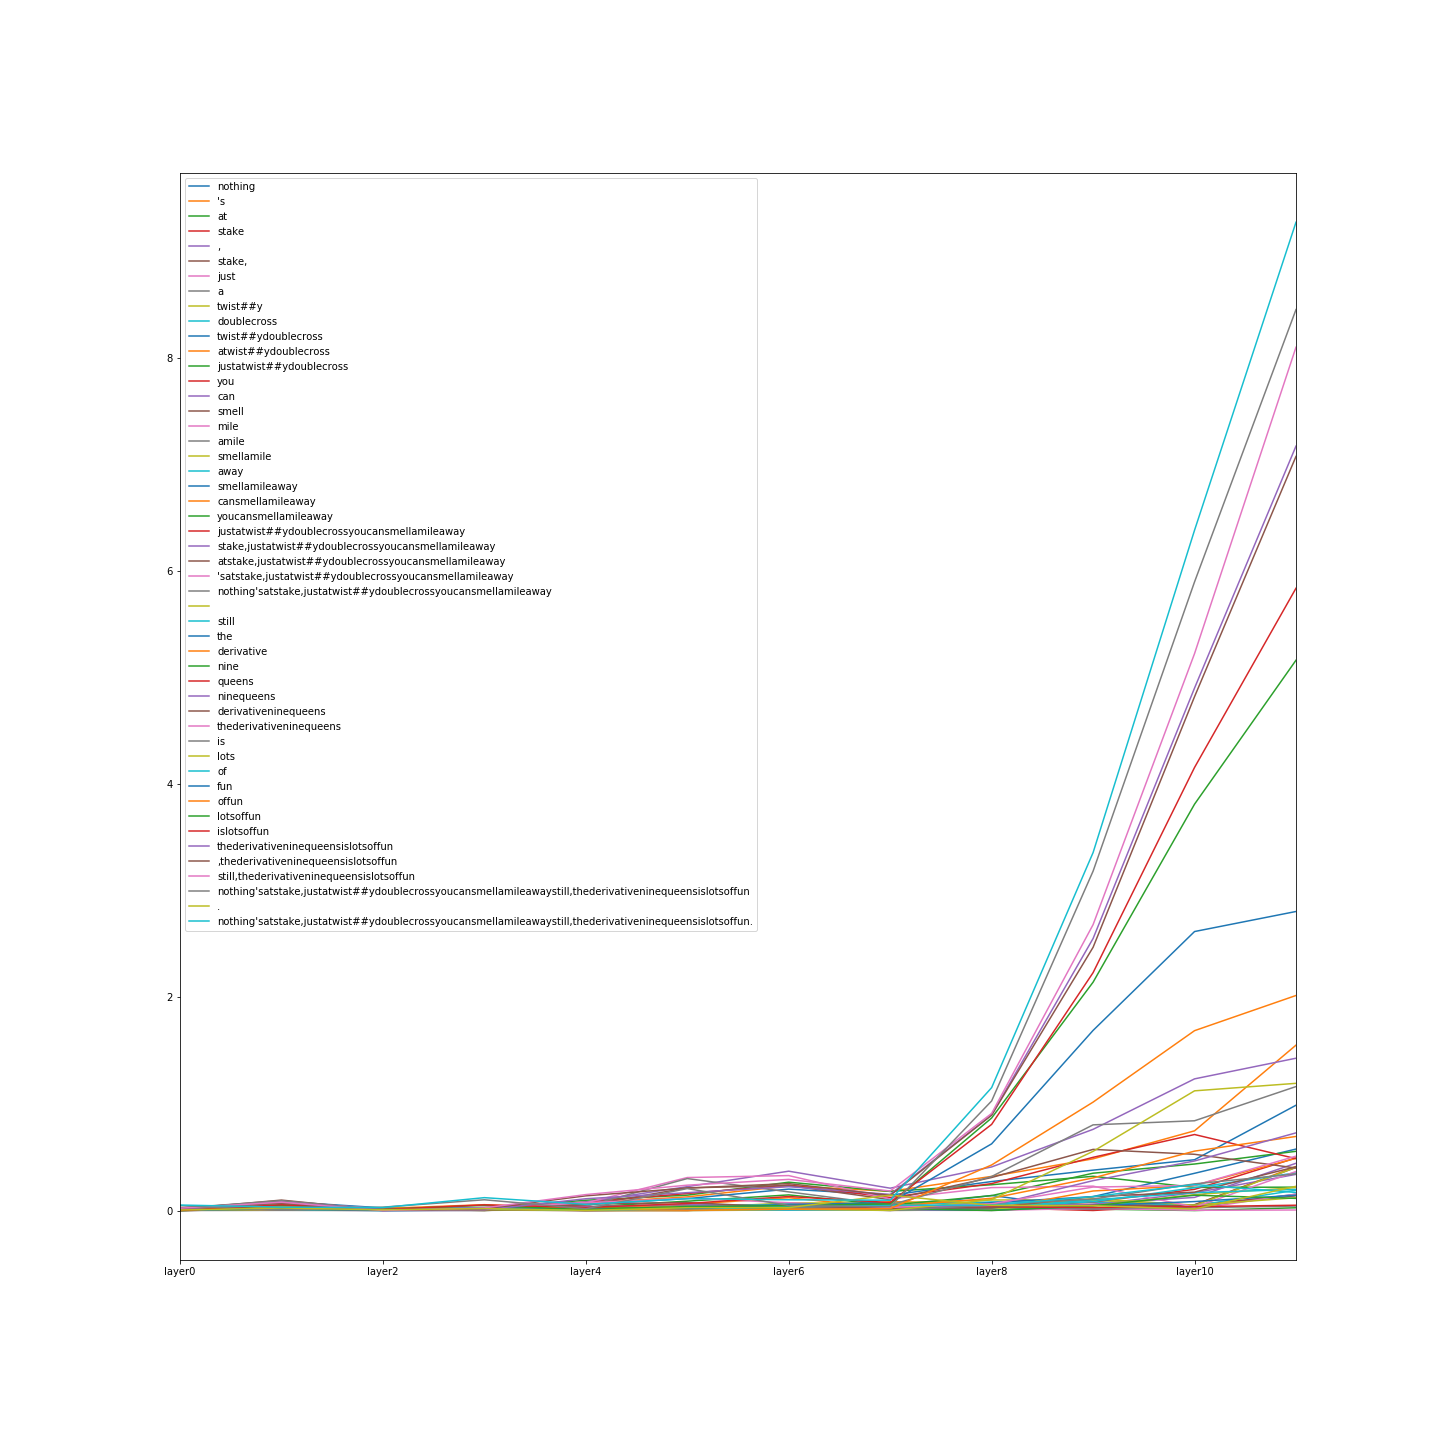 nothing
's
at
stake
,
stake,
just
a
twist##y
doublecross
twist##ydoublecross
atwist##ydoublecross
justatwist##ydoublecross
you
can
smell
mile
amile
smellamile
away
smellamileaway
cansmellamileaway
youcansmellamileaway
justatwist##ydoublecrossyoucansmellamileaway
stake,justatwist##ydoublecrossyoucansmellamileaway
atstake,justatwist##ydoublecrossyoucansmellamileaway
'satstake,justatwist##ydoublecrossyoucansmellamileaway
nothing'satstake,justatwist##ydoublecrossyoucansmellamileaway
still
the
derivative
nine
queens
ninequeens
derivativeninequeens
thederivativeninequeens
is
lots
of
fun
offun
lotsoffun
islotsoffun
thederivativeninequeensislotsoffun
,thederivativeninequeensislotsoffun
still,thederivativeninequeensislotsoffun
nothing'satstake,justatwist##ydoublecrossyoucansmellamileawaystill,thederivativeninequeensislotsoffun
.
nothing'satstake,justatwist##ydoublecrossyoucansmellamileawaystill,thederivativeninequeensislotsoffun.
8
6
4
2
0
layer0 layer2 layer4 layer6 layer8 layer10